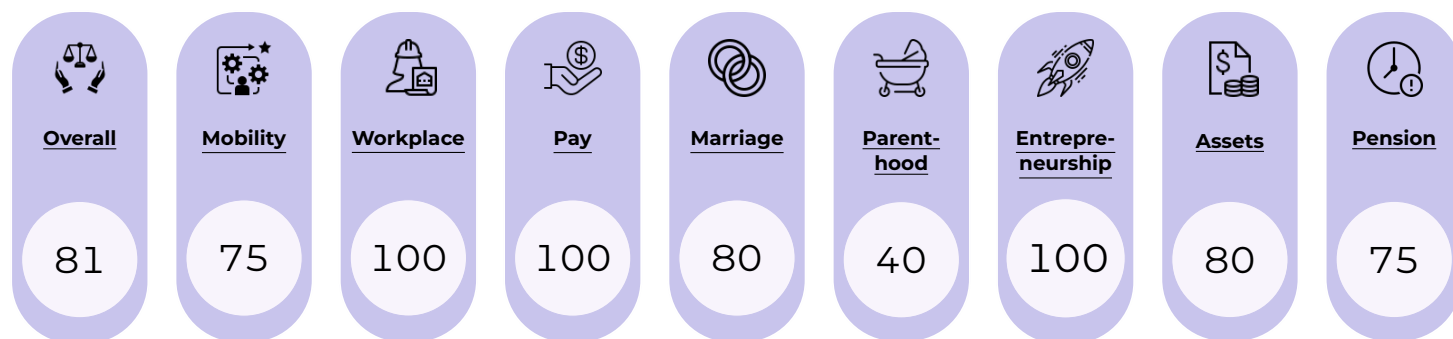 Overall
81
Mobility
75
Workplace
100
Pay
100
Marriage
80
Parent-
hood
40
Entrepre-
neurship
100
Assets
80
Pension
75